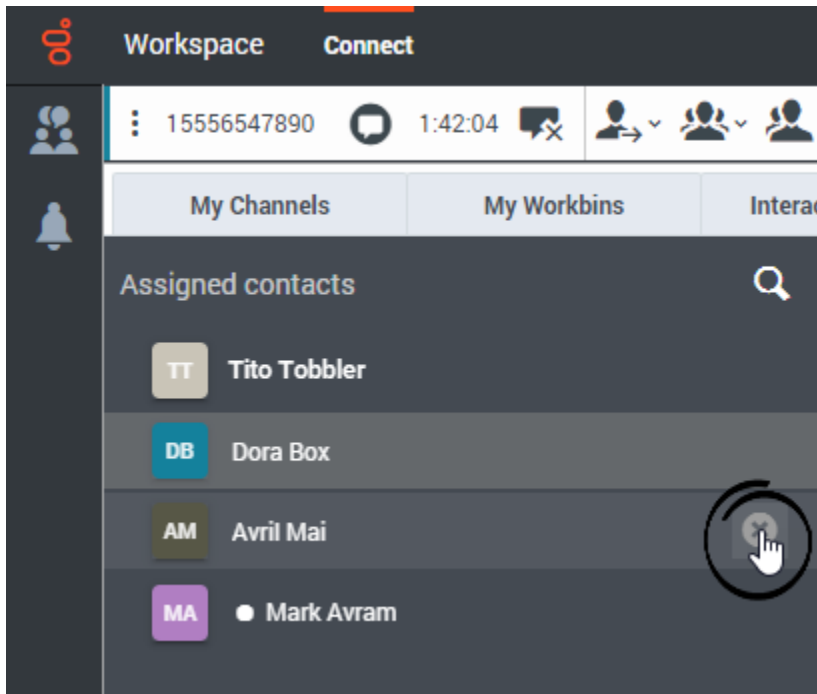 Workspace Connect
15556547890 1:42:04
My Channels My Workbins
Assigned contacts
TT Tito Tobbler
DB Dora Box
AM Avril Mai
MA Mark Avram